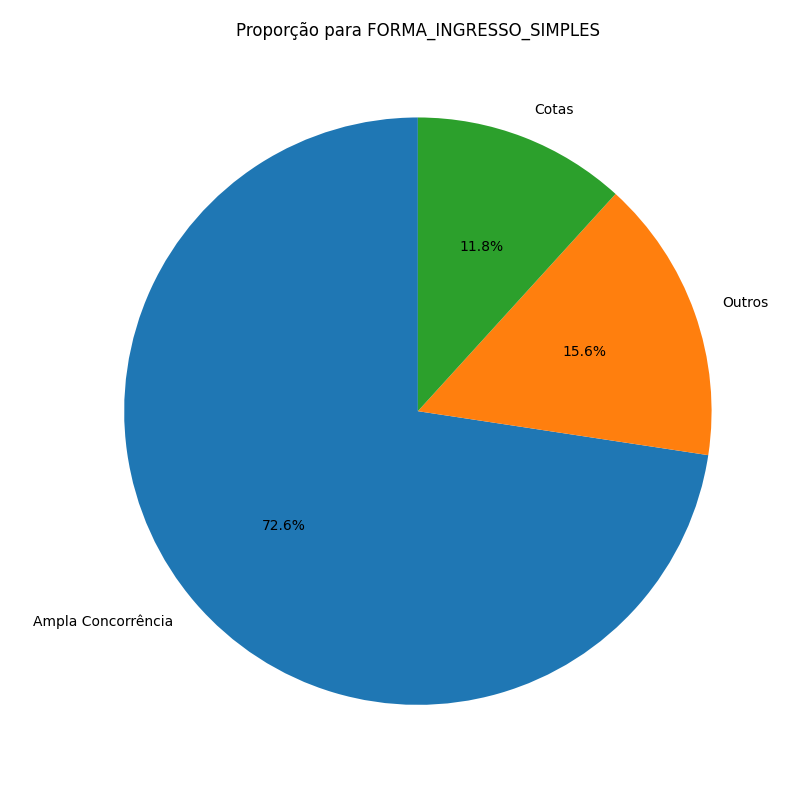 Proporção para FORMA_INGRESSO_SIMPLES
Cotas
11.8%
Outros
15.6%
72.6%
Ampla Concorrência